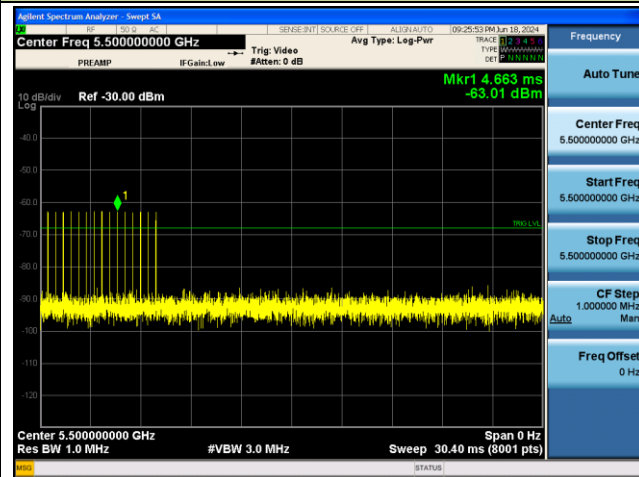 Agilent Spectrum Analyzer - Swept SA
RF 50 Ω AC SENSE:INT SOURCE OFF ALIGN AUTO 09:25:53 PM Jun 18, 2024
Center Freq 5.500000000 GHz
Avg Type: Log-Pwr
TRACE 1 2 3 4 5 6
Trig: Video
TYPE
PREAMP IFGain:Low #Atten: 0 dB
DET P N N N N N
Mkr1 4.663 ms
-63.01 dBm
10 dB/div Ref -30.00 dBm
Log
-40.0
-50.0
1
-60.0
TRIG LVL
-70.0
-80.0
-90.0
-100
-110
-120
Center 5.500000000 GHz Span 0 Hz
Res BW 1.0 MHz #VBW 3.0 MHz Sweep 30.40 ms (8001 pts)
MSG STATUS
Frequency
Auto Tune
Center Freq
5.500000000 GHz
Start Freq
5.500000000 GHz
Stop Freq
5.500000000 GHz
CF Step
1.000000 MHz
Auto Man
Freq Offset
0 Hz